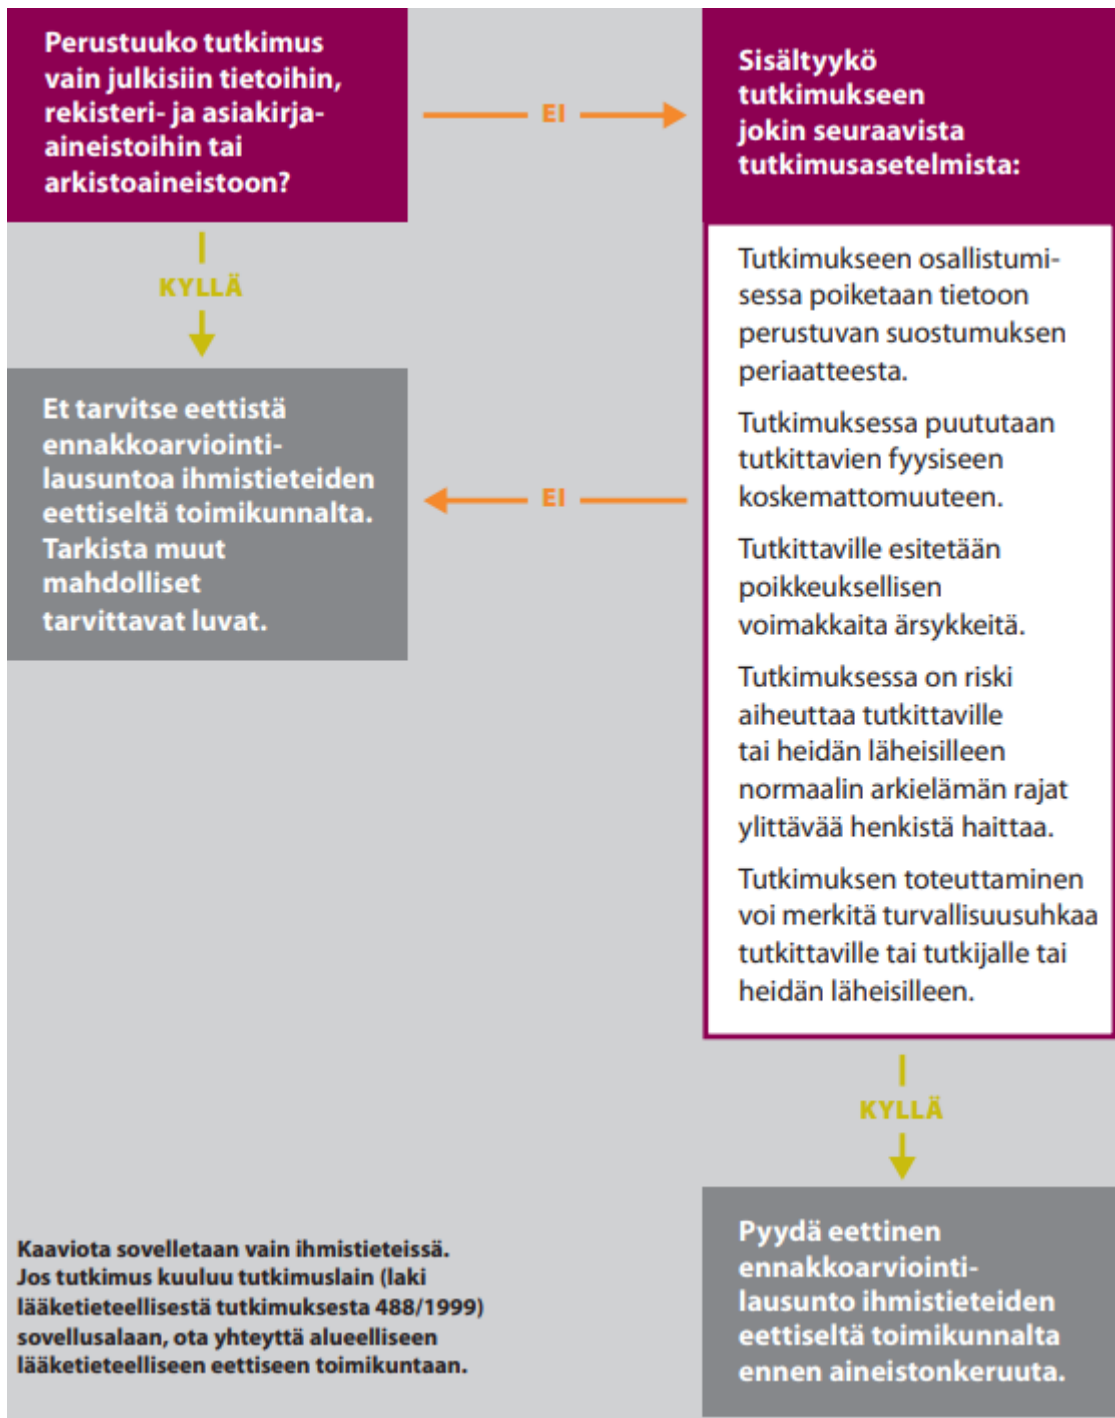 Perustuuko tutkimus
vain julkisiin tietoihin,
rekisteri- ja asiakirja-
aineistoihin tai
arkistoaineistoon?
EI
Sisältyykö
tutkimukseen
jokin seuraavista
tutkimusasetelmista:
Tutkimukseen osallistumi-
sessa poiketaan tietoon
perustuvan suostumuksen
periaatteesta.
Tutkimuksessa puututaan
tutkittavien fyysiseen
koskemattomuuteen.
Tutkittaville esitetään
poikkeuksellisen
voimakkaita ärsykkeitä.
Tutkimuksessa on riski
aiheuttaa tutkittaville
tai heidän läheisilleen
normaalin arkielämän rajat
ylittävää henkistä haittaa.
Tutkimuksen toteuttaminen
voi merkitä turvallisuusuhkaa
tutkittaville tai tutkijalle tai
heidän läheisilleen.
KYLLÄ
Et tarvitse eettistä
ennakkoarviointi-
lausuntoa ihmistieteiden
eettiseltä toimikunnalta.
Tarkista muut
mahdolliset
tarvittavat luvat.
EI
KYLLÄ
Pyydä eettinen
ennakkoarviointi-
lausunto ihmistieteiden
eettiseltä toimikunnalta
ennen aineistonkeruuta.
Kaaviota sovelletaan vain ihmistieteissä.
Jos tutkimus kuuluu tutkimuslain (laki
lääketieteellisestä tutkimuksesta 488/1999)
sovellusalaan, ota yhteyttä alueelliseen
lääketieteelliseen eettiseen toimikuntaan.